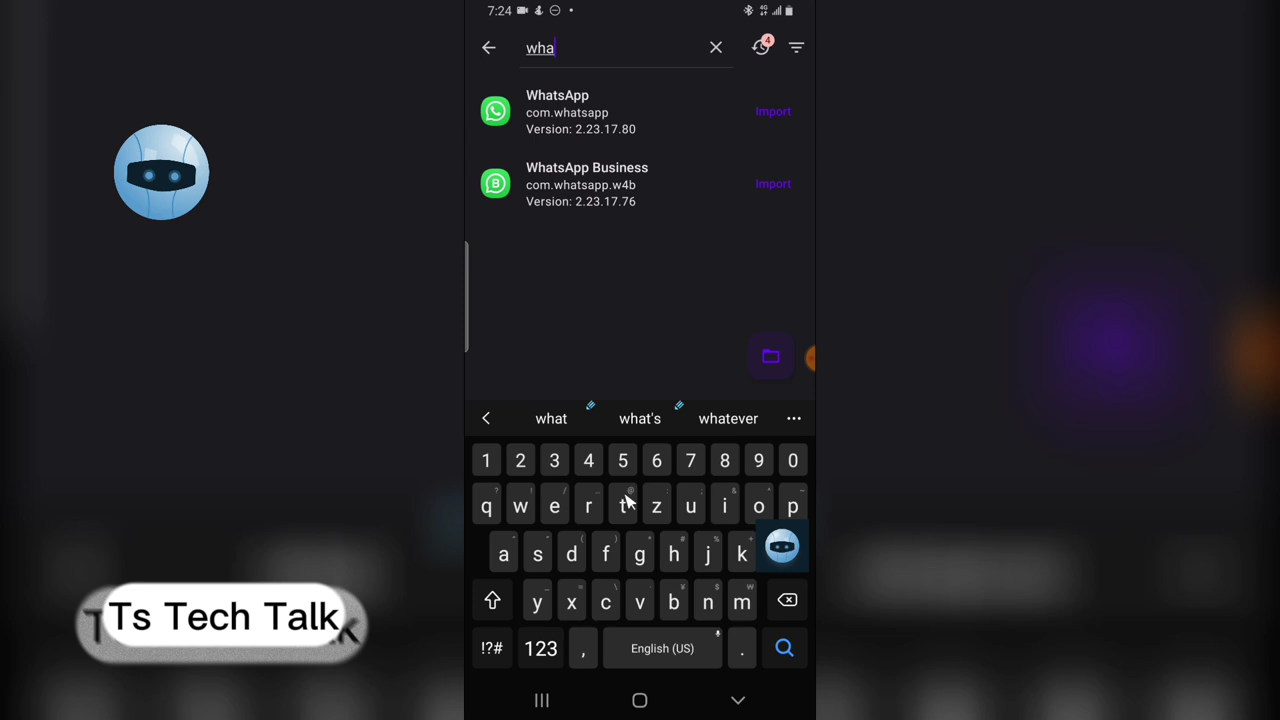 7:24
4G
wha
4
WhatsApp
com.whatsapp
Version: 2.23.17.80
Import
WhatsApp Business
com.whatsapp.w4b
Version: 2.23.17.76
Import
what what's whatever
1 2 3 4 5 6 7 8 9 0
q w e r t z u i o p
a s d f g h j k
y x c v b n m
!?# 123 , English (US) .
Ts Tech Talk